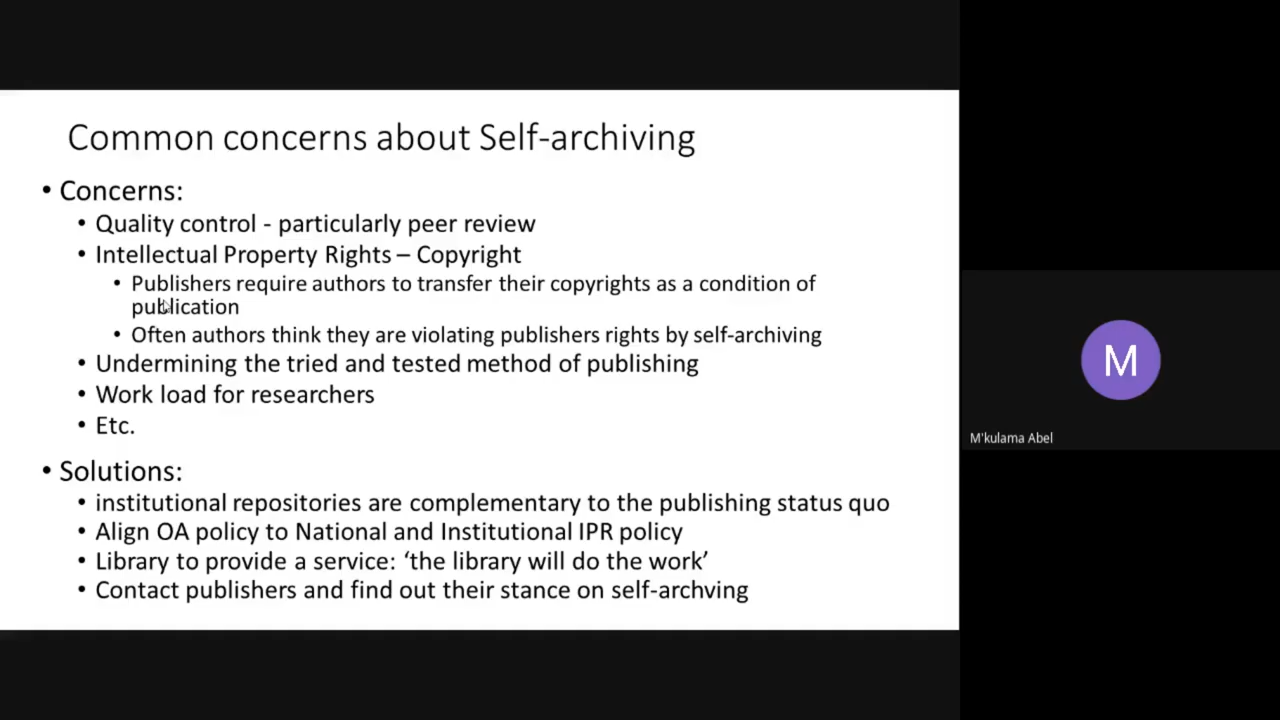 Common concerns about Self-archiving
• Concerns:
• Quality control - particularly peer review
• Intellectual Property Rights – Copyright
• Publishers require authors to transfer their copyrights as a condition of
publication
• Often authors think they are violating publishers rights by self-archiving
• Undermining the tried and tested method of publishing
• Work load for researchers
• Etc.
• Solutions:
• institutional repositories are complementary to the publishing status quo
• Align OA policy to National and Institutional IPR policy
• Library to provide a service: ‘the library will do the work’
• Contact publishers and find out their stance on self-archving
M
M'kulama Abel